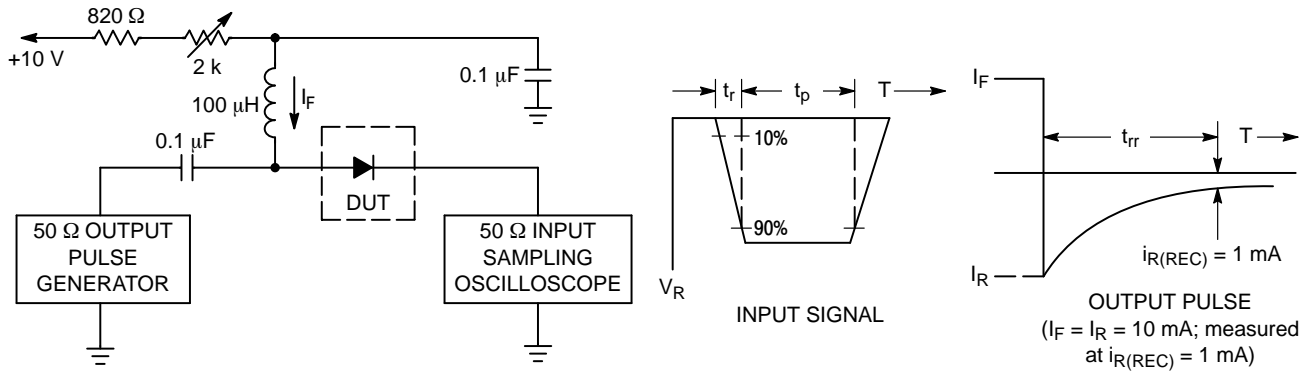 820 Ω
+10 V
2 k
0.1 µF
100 µH
I_F
0.1 µF
DUT
50 Ω OUTPUT
PULSE
GENERATOR
50 Ω INPUT
SAMPLING
OSCILLOSCOPE
t_r
t_p
T
10%
90%
V_R
INPUT SIGNAL
I_F
t_rr
T
I_R
i_R(REC) = 1 mA
OUTPUT PULSE
(I_F = I_R = 10 mA; measured
at i_R(REC) = 1 mA)